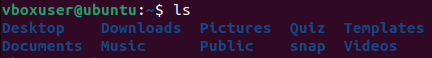 vboxuser@ubuntu:~$ ls
Desktop    Downloads  Pictures  Quiz  Templates
Documents  Music      Public    snap  Videos